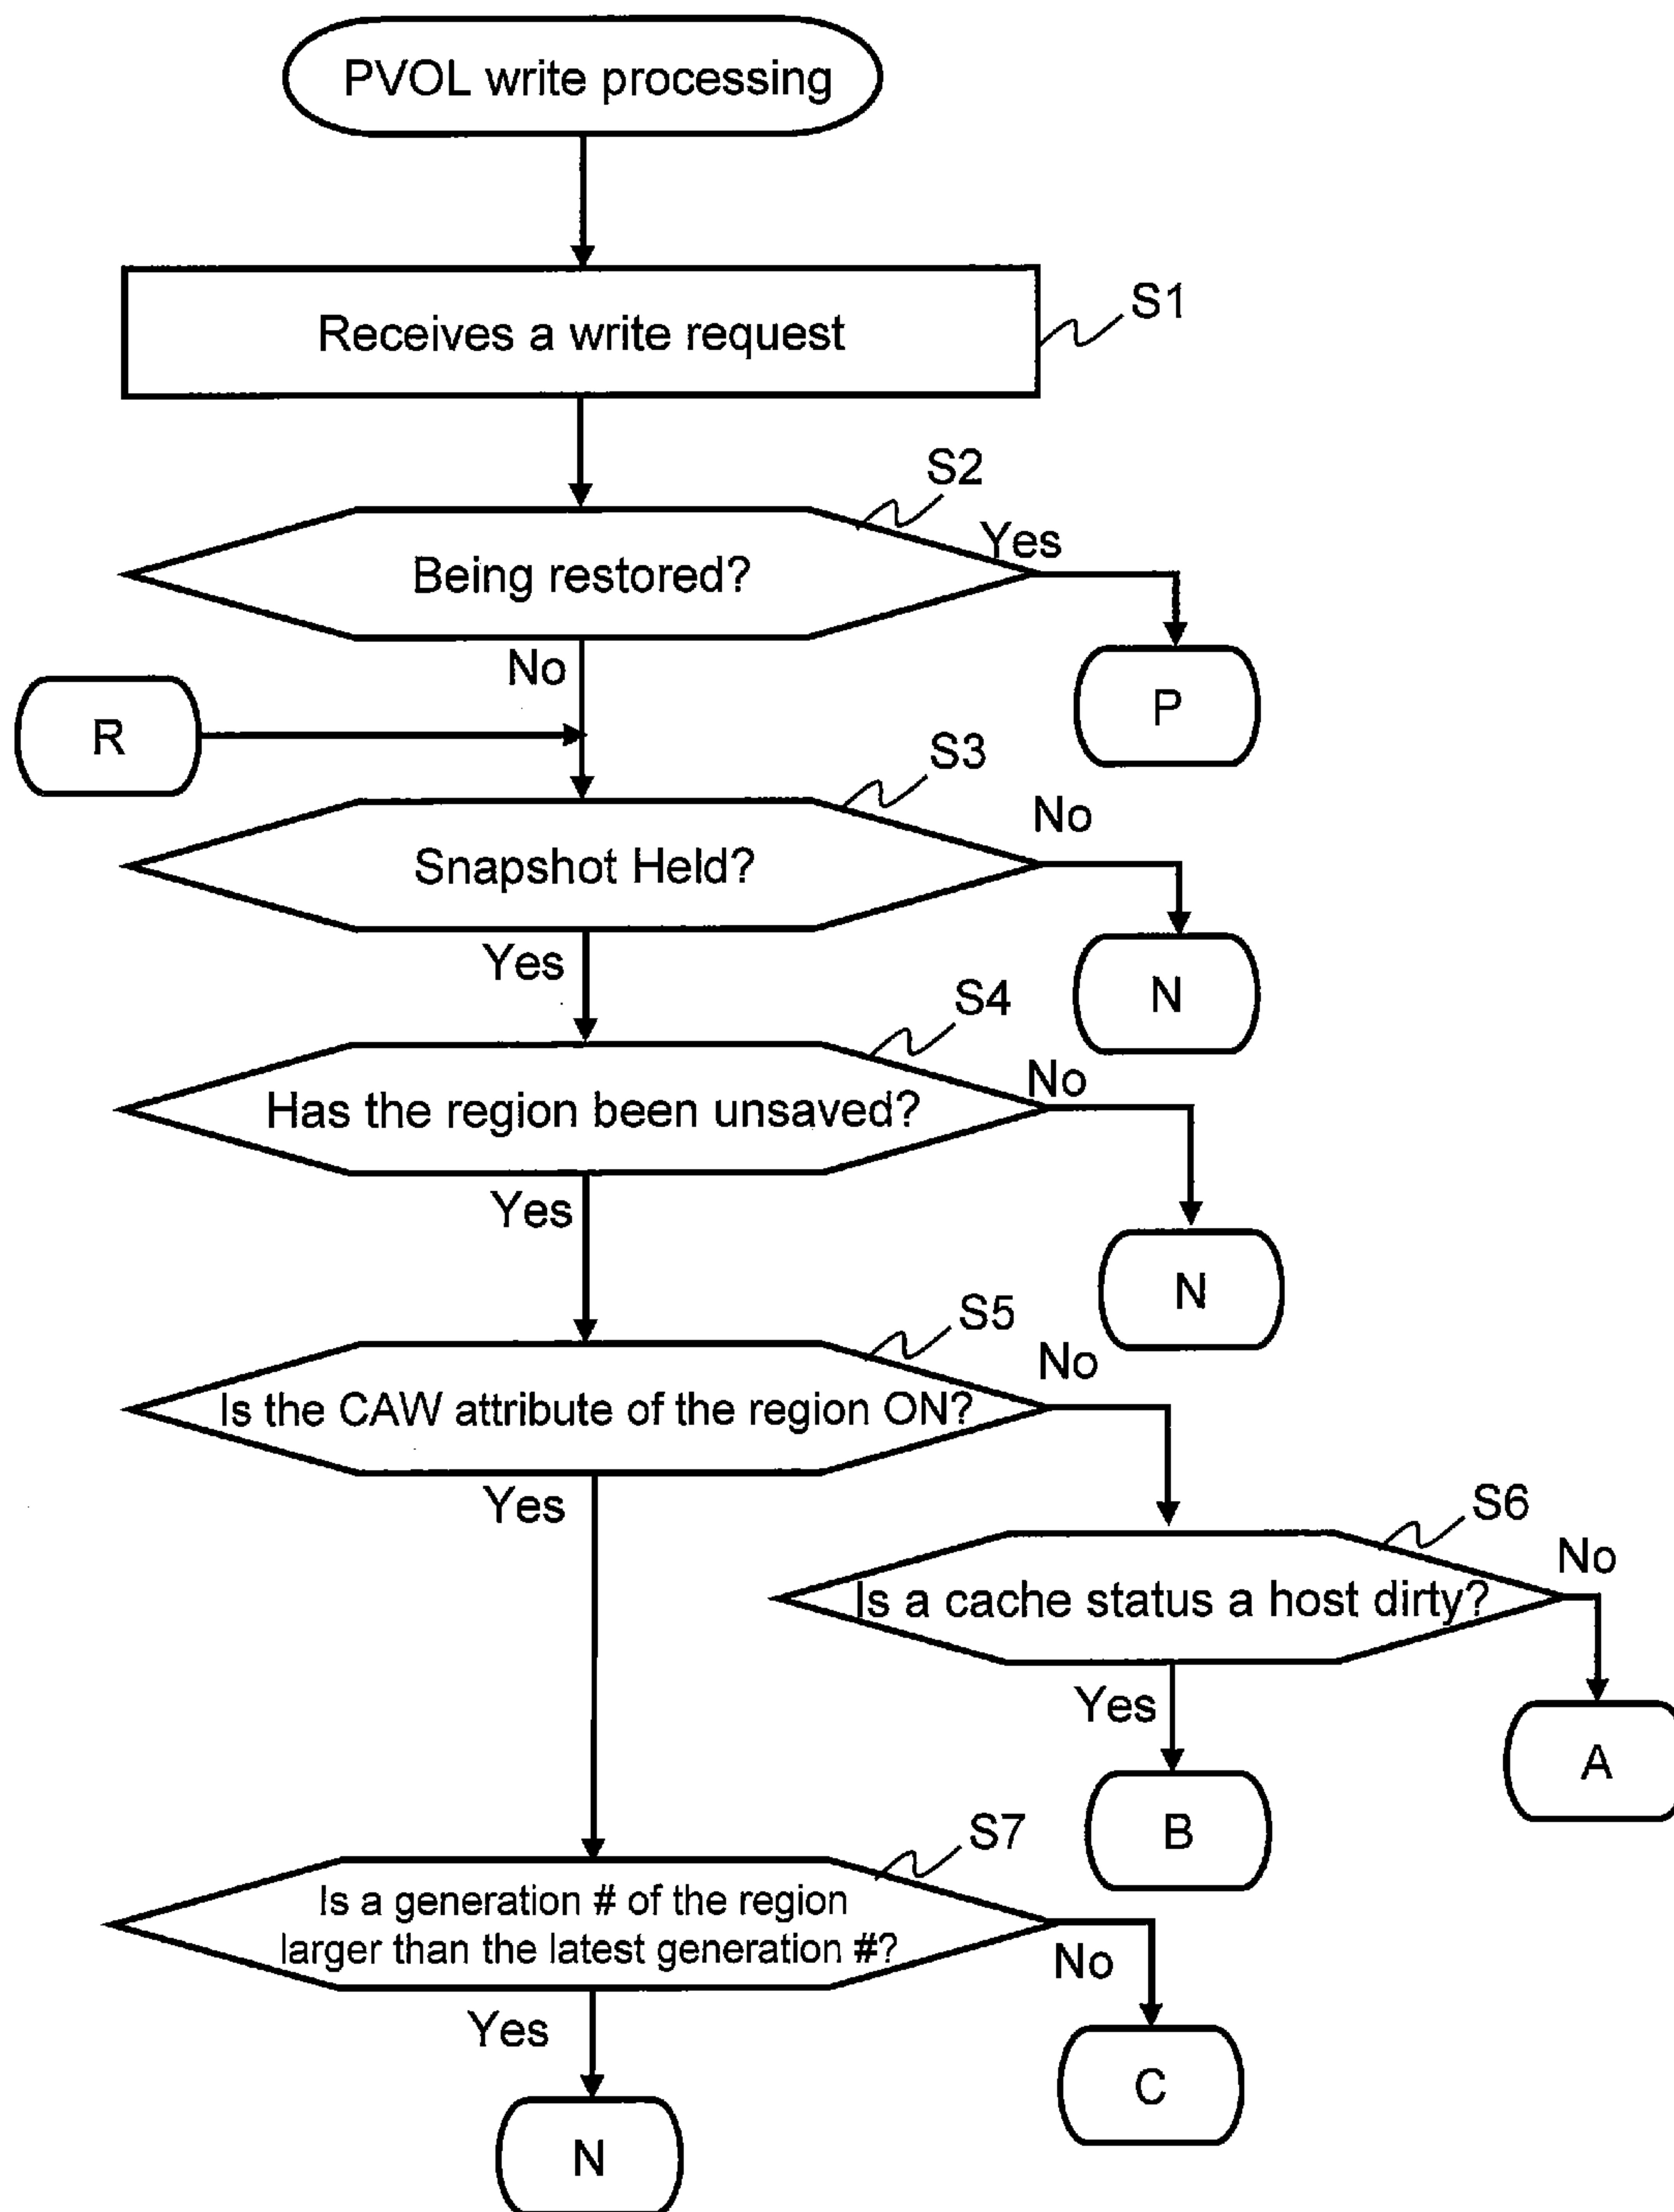 PVOL write processing
Receives a write request
S1
S2
Being restored?
Yes
No
P
R
S3
Snapshot Held?
No
Yes
N
S4
Has the region been unsaved?
No
Yes
N
S5
Is the CAW attribute of the region ON?
No
Yes
S6
Is a cache status a host dirty?
No
Yes
A
B
S7
Is a generation # of the region
larger than the latest generation #?
No
Yes
C
N